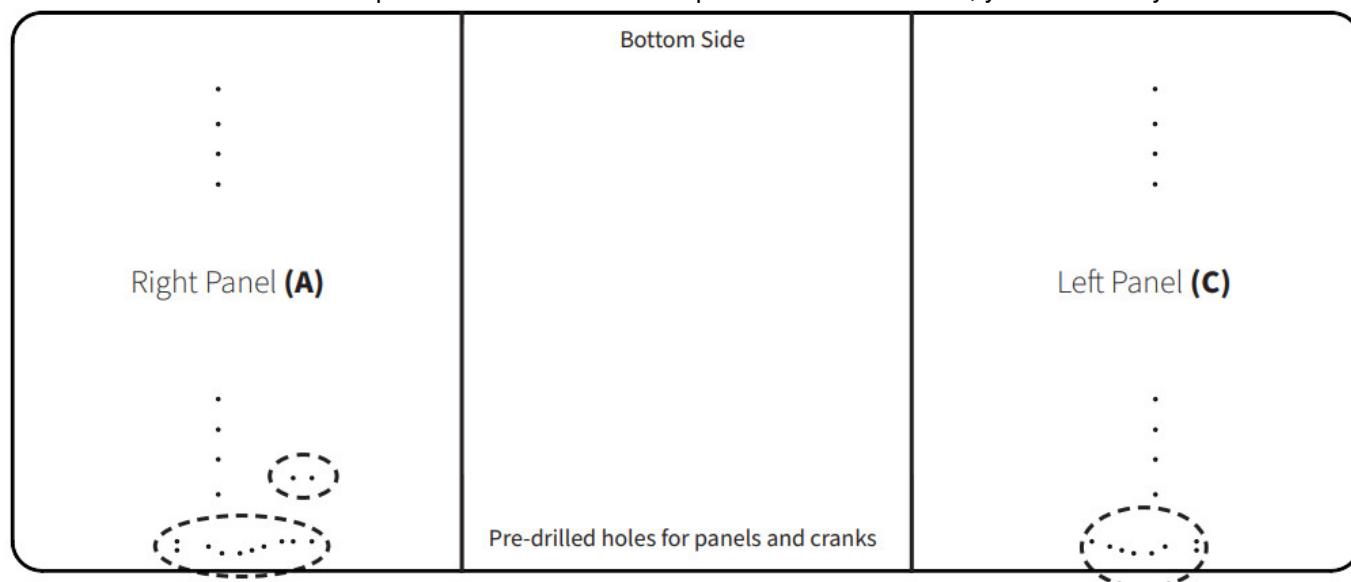 Bottom Side
Right Panel (A)
Left Panel (C)
Pre-drilled holes for panels and cranks